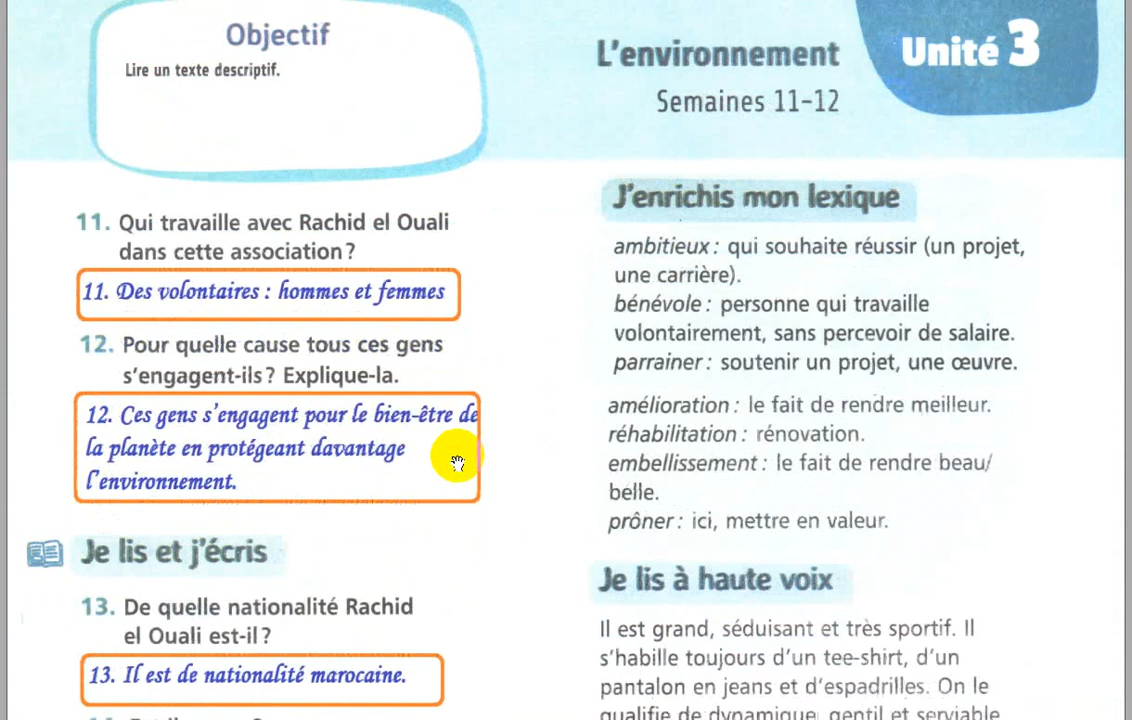 Objectif
Lire un texte descriptif.
L'environnement
Semaines 11-12
Unité 3
11. Qui travaille avec Rachid el Ouali
dans cette association ?
11. Des volontaires : hommes et femmes
12. Pour quelle cause tous ces gens
s'engagent-ils ? Explique-la.
12. Ces gens s'engagent pour le bien-être de
la planète en protégeant davantage
l'environnement.
Je lis et j'écris
13. De quelle nationalité Rachid
el Ouali est-il ?
13. Il est de nationalité marocaine.
J'enrichis mon lexique
ambitieux : qui souhaite réussir (un projet,
une carrière).
bénévole : personne qui travaille
volontairement, sans percevoir de salaire.
parrainer : soutenir un projet, une œuvre.
amélioration : le fait de rendre meilleur.
réhabilitation : rénovation.
embellissement : le fait de rendre beau/
belle.
prôner : ici, mettre en valeur.
Je lis à haute voix
Il est grand, séduisant et très sportif. Il
s'habille toujours d'un tee-shirt, d'un
pantalon en jeans et d'espadrilles. On le
qualifie de dynamique, gentil et serviable